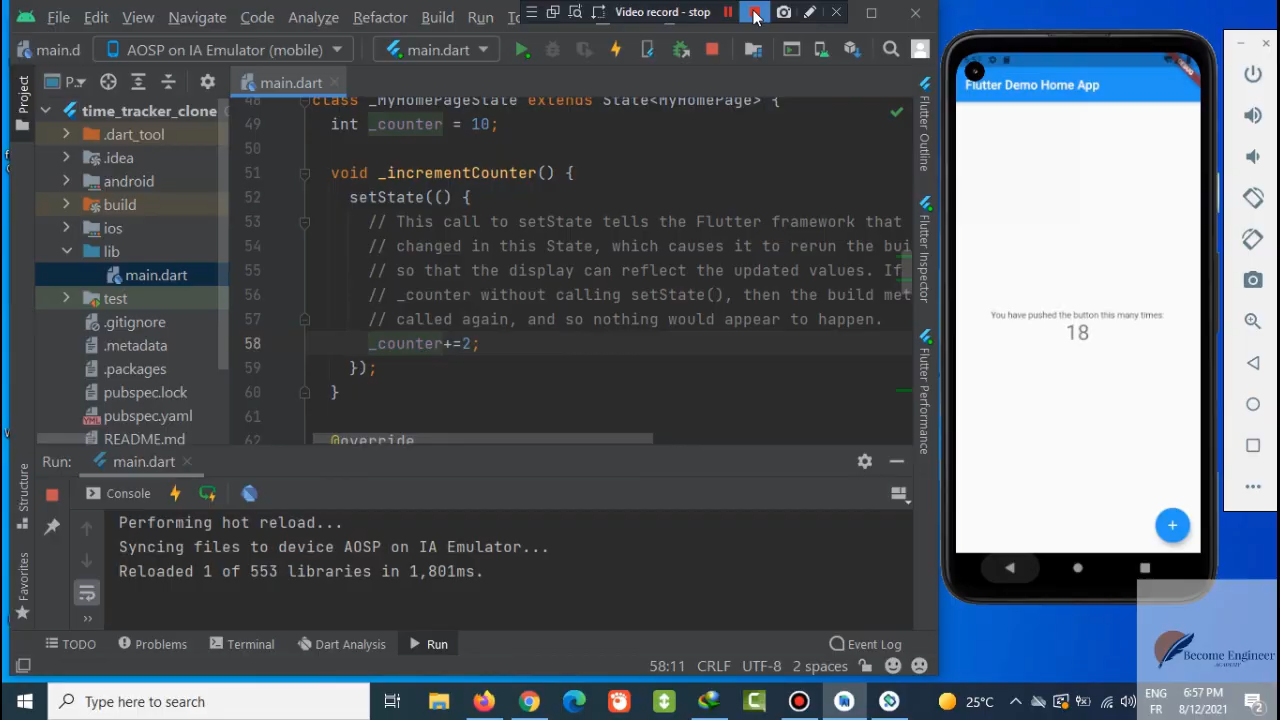 File Edit View Navigate Code Analyze Refactor Build Run
Video record - stop
main.d
AOSP on IA Emulator (mobile)
main.dart
P..
main.dart
time_tracker_clone
.dart_tool
.idea
android
build
ios
lib
main.dart
test
.gitignore
.metadata
.packages
pubspec.lock
pubspec.yaml
README.md
48 class _MyHomePageState extends State<MyHomePage> {
49 int _counter = 10;
50
51 void _incrementCounter() {
52 setState(() {
53 // This call to setState tells the Flutter framework that
54 // changed in this State, which causes it to rerun the bui
55 // so that the display can reflect the updated values. If
56 // _counter without calling setState(), then the build met
57 // called again, and so nothing would appear to happen.
58 _counter+=2;
59 });
60 }
61
62 @override
Project
Structure
Favorites
Flutter Outline
Flutter Inspector
Flutter Performance
Run: main.dart
Console
Performing hot reload...
Syncing files to device AOSP on IA Emulator...
Reloaded 1 of 553 libraries in 1,801ms.
TODO Problems Terminal Dart Analysis Run Event Log
58:11 CRLF UTF-8 2 spaces
Flutter Demo Home App
You have pushed the button this many times:
18
Become Engineer
ACADEMY
Type here to search
25°C
ENG
FR
6:57 PM
8/12/2021
2